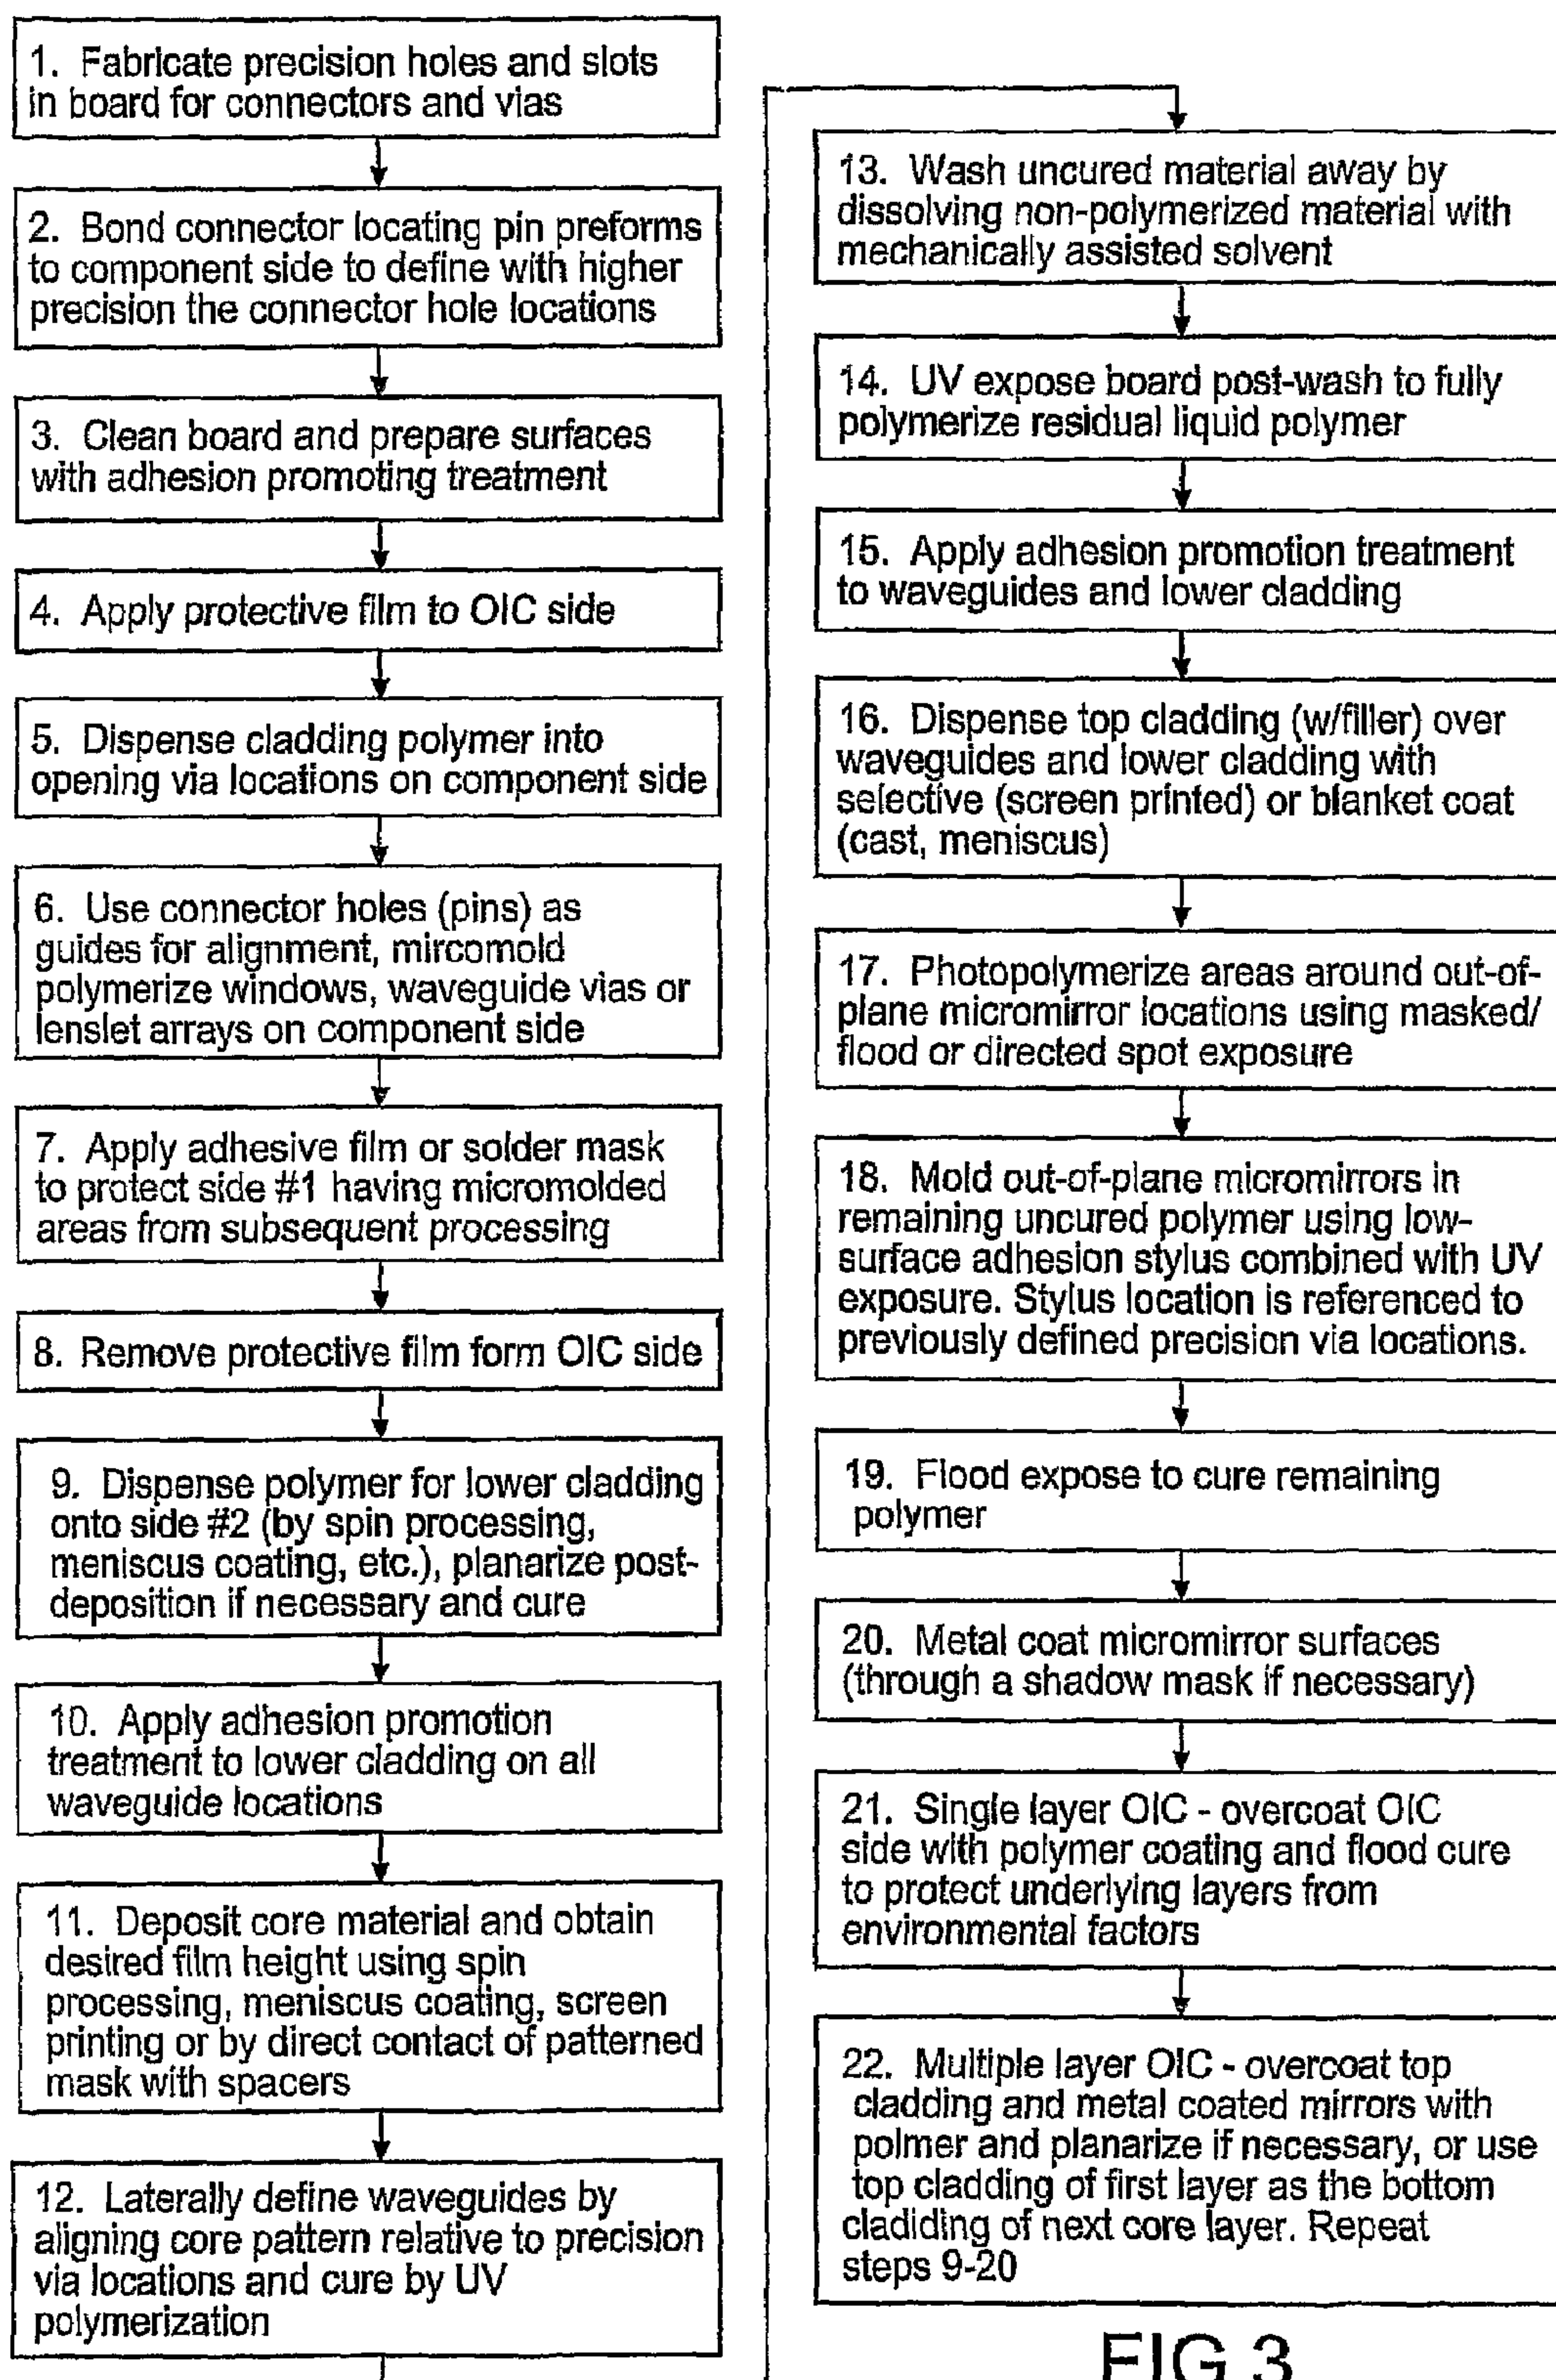 1. Fabricate precision holes and slots
in board for connectors and vias
2. Bond connector locating pin preforms
to component side to define with higher
precision the connector hole locations
3. Clean board and prepare surfaces
with adhesion promoting treatment
4. Apply protective film to OIC side
5. Dispense cladding polymer into
opening via locations on component side
6. Use connector holes (pins) as
guides for alignment, mircomold
polymerize windows, waveguide vias or
lenslet arrays on component side
7. Apply adhesive film or solder mask
to protect side #1 having micromolded
areas from subsequent processing
8. Remove protective film form OIC side
9. Dispense polymer for lower cladding
onto side #2 (by spin processing,
meniscus coating, etc.), planarize post-
deposition if necessary and cure
10. Apply adhesion promotion
treatment to lower cladding on all
waveguide locations
11. Deposit core material and obtain
desired film height using spin
processing, meniscus coating, screen
printing or by direct contact of patterned
mask with spacers
12. Laterally define waveguides by
aligning core pattern relative to precision
via locations and cure by UV
polymerization
13. Wash uncured material away by
dissolving non-polymerized material with
mechanically assisted solvent
14. UV expose board post-wash to fully
polymerize residual liquid polymer
15. Apply adhesion promotion treatment
to waveguides and lower cladding
16. Dispense top cladding (w/filler) over
waveguides and lower cladding with
selective (screen printed) or blanket coat
(cast, meniscus)
17. Photopolymerize areas around out-of-
plane micromirror locations using masked/
flood or directed spot exposure
18. Mold out-of-plane micromirrors in
remaining uncured polymer using low-
surface adhesion stylus combined with UV
exposure. Stylus location is referenced to
previously defined precision via locations.
19. Flood expose to cure remaining
polymer
20. Metal coat micromirror surfaces
(through a shadow mask if necessary)
21. Single layer OIC - overcoat OIC
side with polymer coating and flood cure
to protect underlying layers from
environmental factors
22. Multiple layer OIC - overcoat top
cladding and metal coated mirrors with
polmer and planarize if necessary, or use
top cladding of first layer as the bottom
cladiding of next core layer. Repeat
steps 9-20
FIG.3